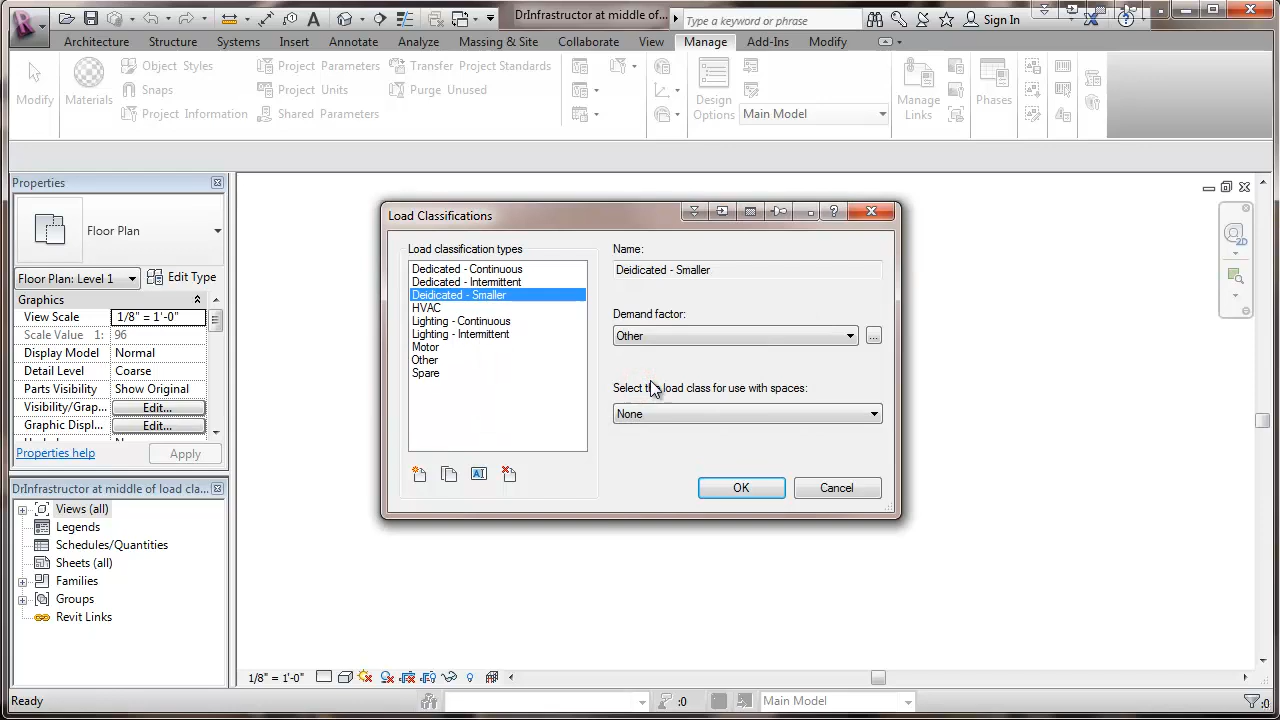 DrInfrastructor at middle of...
Type a keyword or phrase
Sign In
Architecture Structure Systems Insert Annotate Analyze Massing & Site Collaborate View Manage Add-Ins Modify
Modify
Materials
Object Styles
Snaps
Project Information
Project Parameters
Project Units
Shared Parameters
Transfer Project Standards
Purge Unused
Design
Options
Main Model
Manage
Links
Phases
Properties
Floor Plan
Floor Plan: Level 1
Edit Type
Graphics
View Scale 1/8" = 1'-0"
Scale Value 1: 96
Display Model Normal
Detail Level Coarse
Parts Visibility Show Original
Visibility/Grap... Edit...
Graphic Displ... Edit...
Properties help
Apply
DrInfrastructor at middle of load cla...
Views (all)
Legends
Schedules/Quantities
Sheets (all)
Families
Groups
Revit Links
Load Classifications
Load classification types
Dedicated - Continuous
Dedicated - Intermittent
Deidicated - Smaller
HVAC
Lighting - Continuous
Lighting - Intermittent
Motor
Other
Spare
Name:
Deidicated - Smaller
Demand factor:
Other
...
Select the load class for use with spaces:
None
OK
Cancel
2D
1/8" = 1'-0"
Ready
:0
Main Model
:0